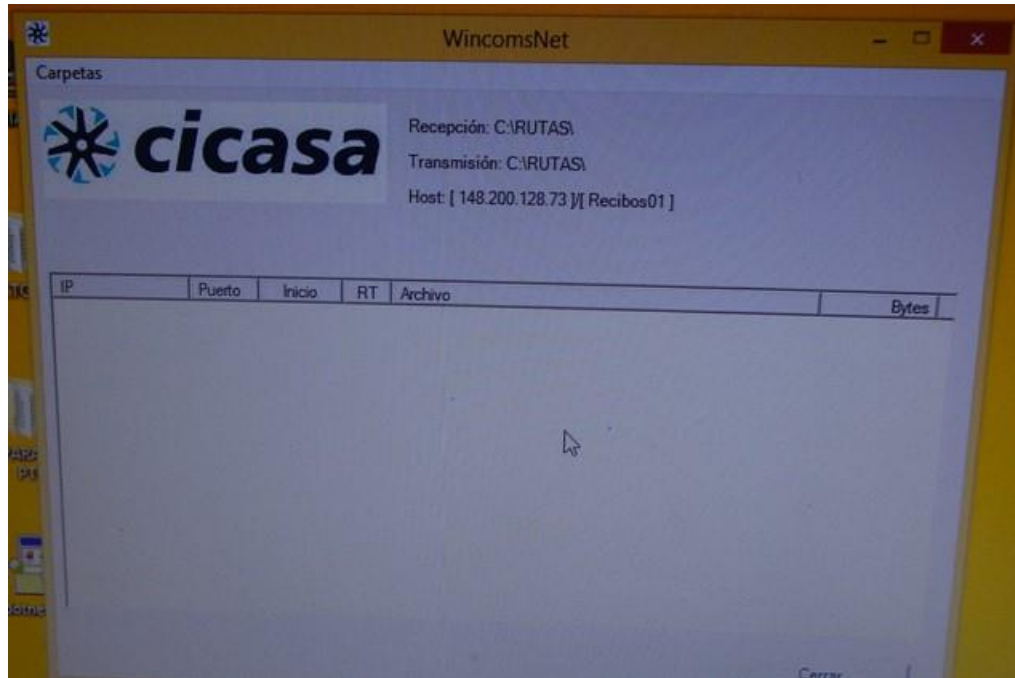 WincomsNet
Carpetas
cicasa
Recepción: C:\RUTAS\
Transmisión: C:\RUTAS\
Host: [ 148.200.128.73 ]/[ Recibos01 ]
IP Puerto Inicio RT Archivo Bytes
PT
Cerrar